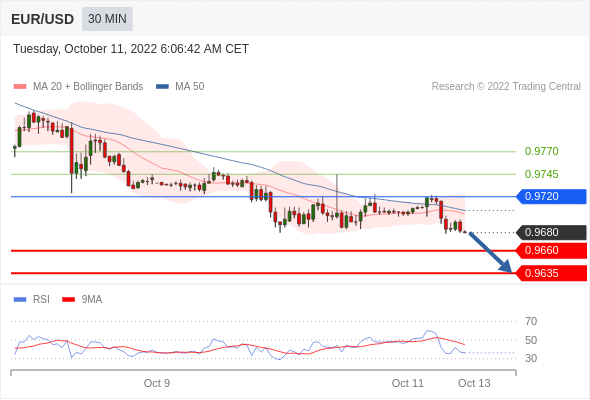 EUR/USD 30 MIN
Tuesday, October 11, 2022 6:06:42 AM CET
MA 20 + Bollinger Bands MA 50 Research © 2022 Trading Central
0.9770
0.9745
0.9720
0.9680
0.9660
0.9635
RSI 9MA
70
50
30
Oct 9 Oct 11 Oct 13